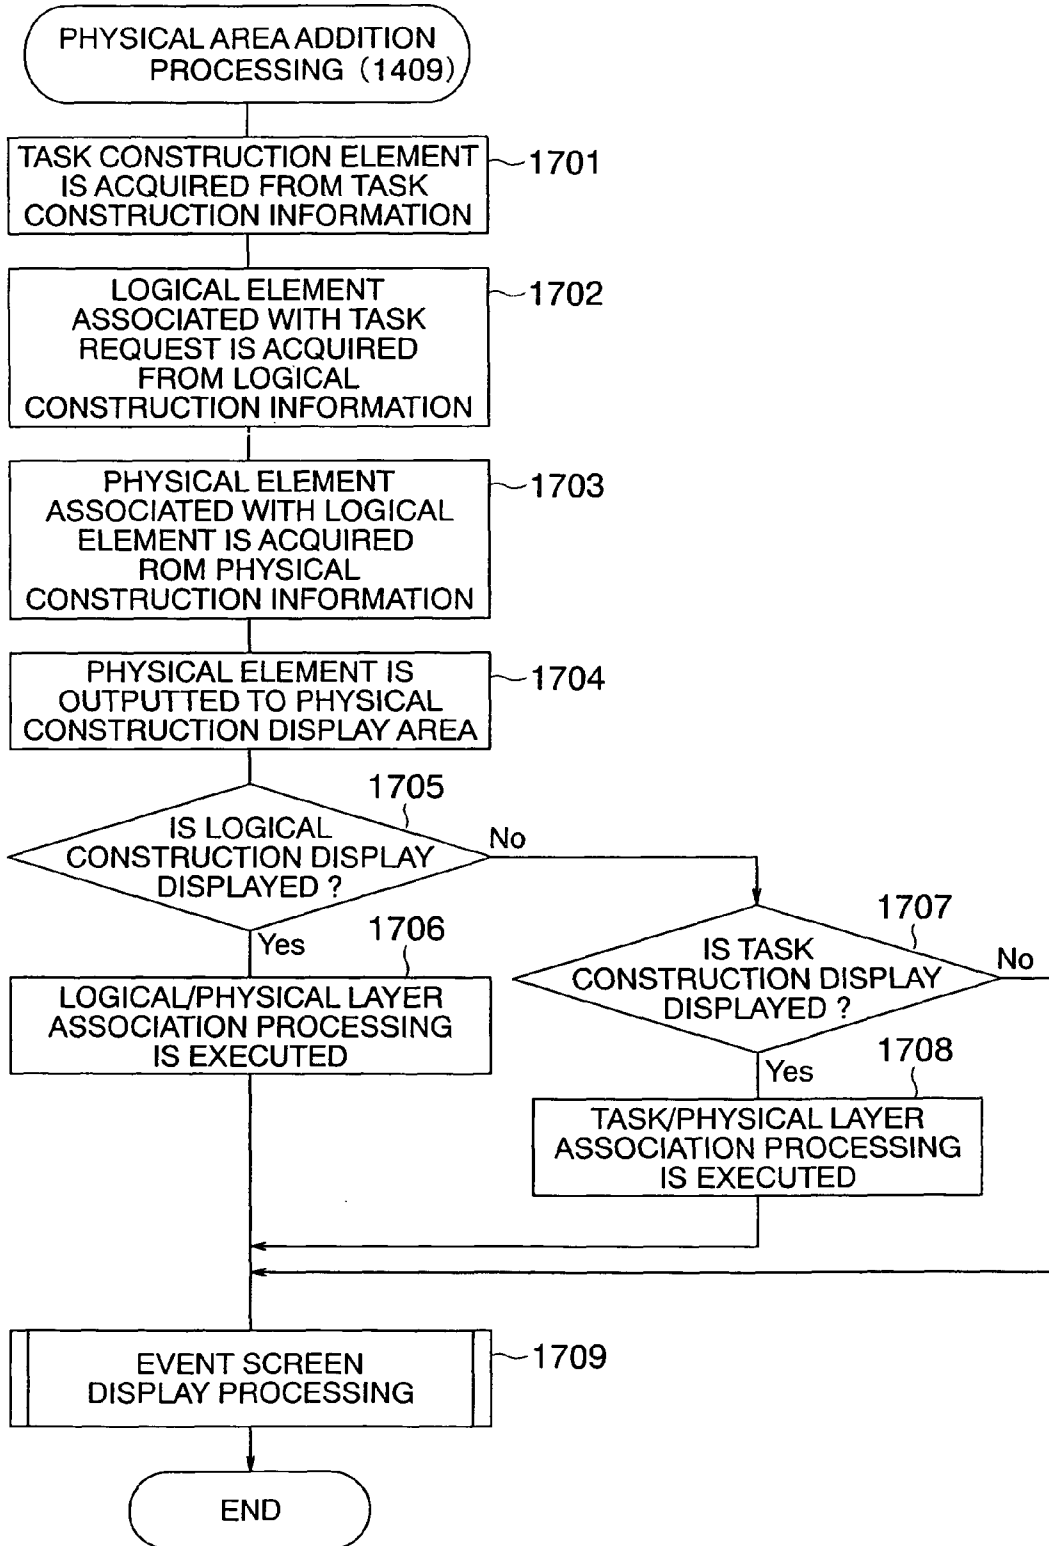 PHYSICAL AREA ADDITION
PROCESSING (1409)
TASK CONSTRUCTION ELEMENT
IS ACQUIRED FROM TASK
CONSTRUCTION INFORMATION
1701
LOGICAL ELEMENT
ASSOCIATED WITH TASK
REQUEST IS ACQUIRED
FROM LOGICAL
CONSTRUCTION INFORMATION
1702
PHYSICAL ELEMENT
ASSOCIATED WITH LOGICAL
ELEMENT IS ACQUIRED
ROM PHYSICAL
CONSTRUCTION INFORMATION
1703
PHYSICAL ELEMENT IS
OUTPUTTED TO PHYSICAL
CONSTRUCTION DISPLAY AREA
1704
1705
IS LOGICAL
CONSTRUCTION DISPLAY
DISPLAYED ?
No
Yes
1706
LOGICAL/PHYSICAL LAYER
ASSOCIATION PROCESSING
IS EXECUTED
1707
IS TASK
CONSTRUCTION DISPLAY
DISPLAYED ?
No
Yes
1708
TASK/PHYSICAL LAYER
ASSOCIATION PROCESSING
IS EXECUTED
EVENT SCREEN
DISPLAY PROCESSING
1709
END